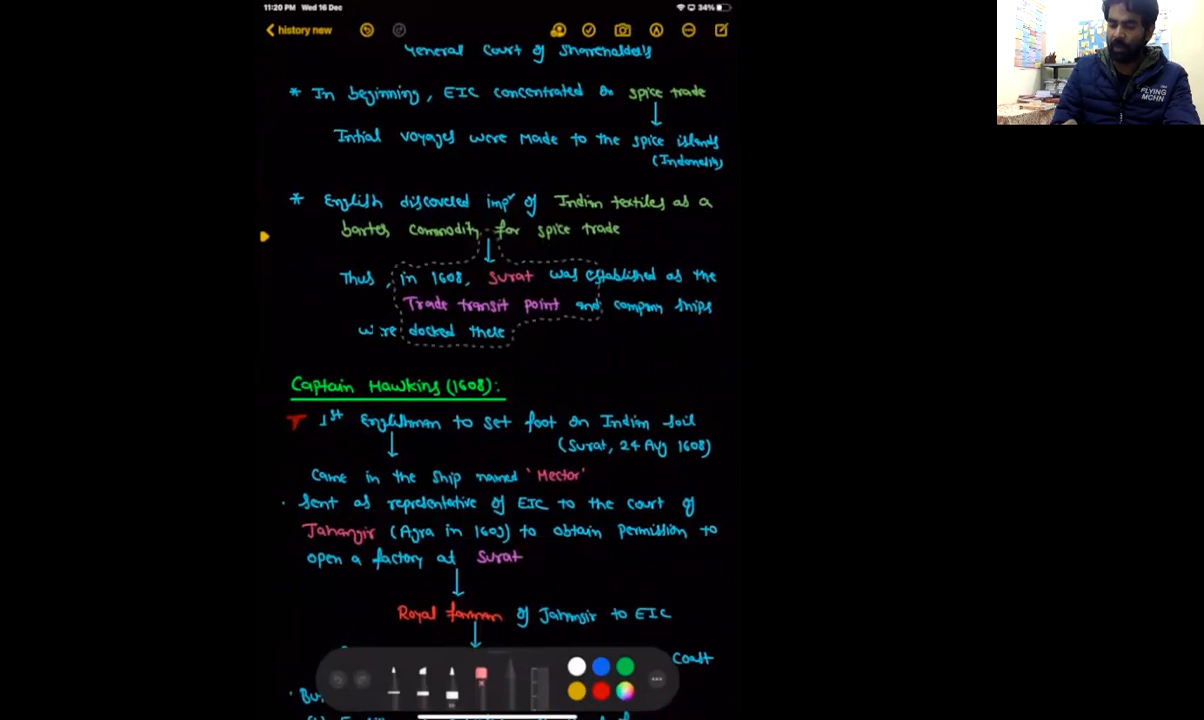 11:20 PM Wed 16 Dec
34%
history new
General Court of Shareholders
* In beginning, EIC concentrated on spice trade
Intial voyages were made to the spice islands
(Indonesia)
* English discovered impr of Indian textiles as a
barter commodity for spice trade
Thus, in 1608, Surat was established as the
Trade transit point and company ships
were docked there
Captain Hawkins (1608):
1st Englishman to set foot on Indian soil
(Surat, 24 Aug 1608)
Came in the ship named 'Hector'
• Sent as representative of EIC to the court of
Jahangir (Agra in 1609) to obtain permission to
open a factory at Surat
Royal farman of Jahangir to EIC
Coast
• Bu
FLYING
MCHN